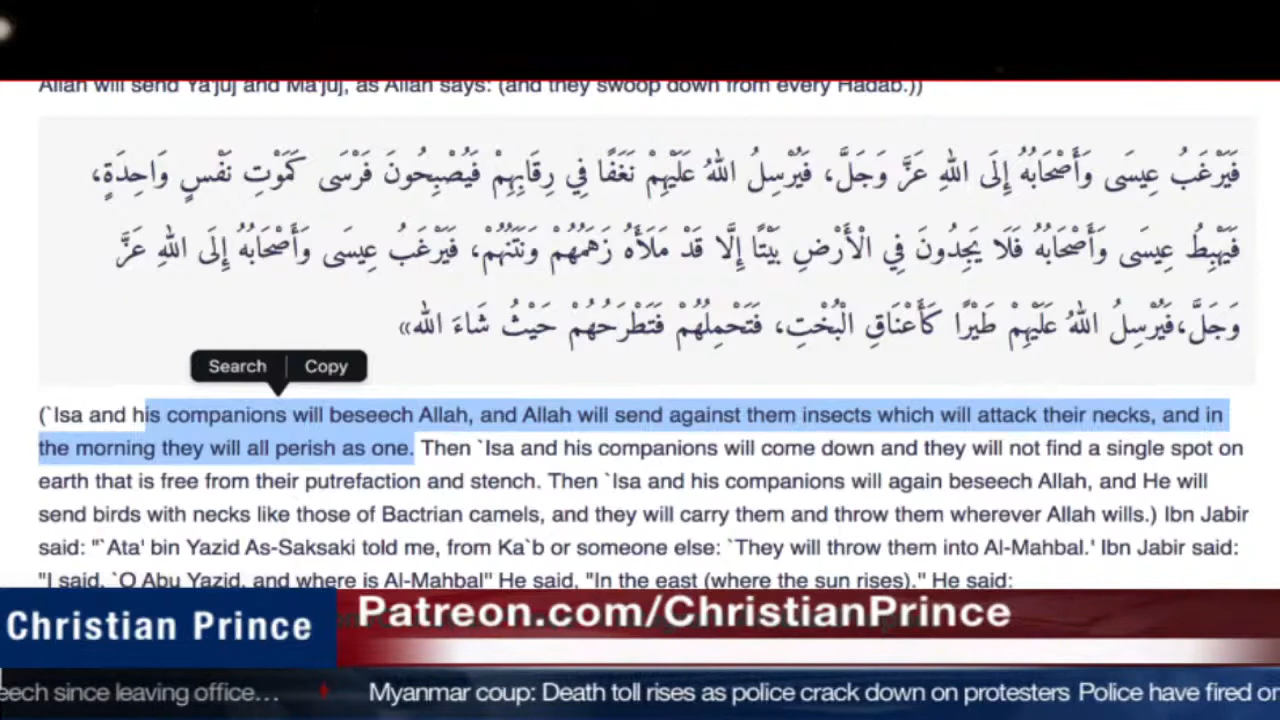 Allah will send Ya'juj and Ma'juj, as Allah says: (and they swoop down from every Hadab.))
فَيَرْغَبُ عِيسَى وَأَصْحَابُهُ إِلَى اللهِ عَزَّ وَجَلَّ، فَيُرْسِلُ اللهُ عَلَيْهِمْ نَغَفًا فِي رِقَابِهِمْ فَيُصْبِحُونَ فَرْسَى كَمَوْتِ نَفْسٍ وَاحِدَةٍ،
فَيَهْبِطُ عِيسَى وَأَصْحَابُهُ فَلَا يَجِدُونَ فِي الْأَرْضِ بَيْتًا إِلَّا قَدْ مَلَأَهُ زَهَمُهُمْ وَنَتَنُهُمْ، فَيَرْغَبُ عِيسَى وَأَصْحَابُهُ إِلَى اللهِ عَزَّ
وَجَلَّ،فَيُرْسِلُ اللهُ عَلَيْهِمْ طَيْرًا كَأَعْنَاقِ الْبُخْتِ، فَتَحْمِلُهُمْ فَتَطْرَحُهُمْ حَيْثُ شَاءَ الله»
Search Copy
(`Isa and his companions will beseech Allah, and Allah will send against them insects which will attack their necks, and in
the morning they will all perish as one. Then `Isa and his companions will come down and they will not find a single spot on
earth that is free from their putrefaction and stench. Then `Isa and his companions will again beseech Allah, and He will
send birds with necks like those of Bactrian camels, and they will carry them and throw them wherever Allah wills.) Ibn Jabir
said: "`Ata' bin Yazid As-Saksaki told me, from Ka`b or someone else: `They will throw them into Al-Mahbal.' Ibn Jabir said:
"I said, `O Abu Yazid, and where is Al-Mahbal" He said, "In the east (where the sun rises)." He said:
Patreon.com/ChristianPrince
Christian Prince
eech since leaving office... Myanmar coup: Death toll rises as police crack down on protesters Police have fired on